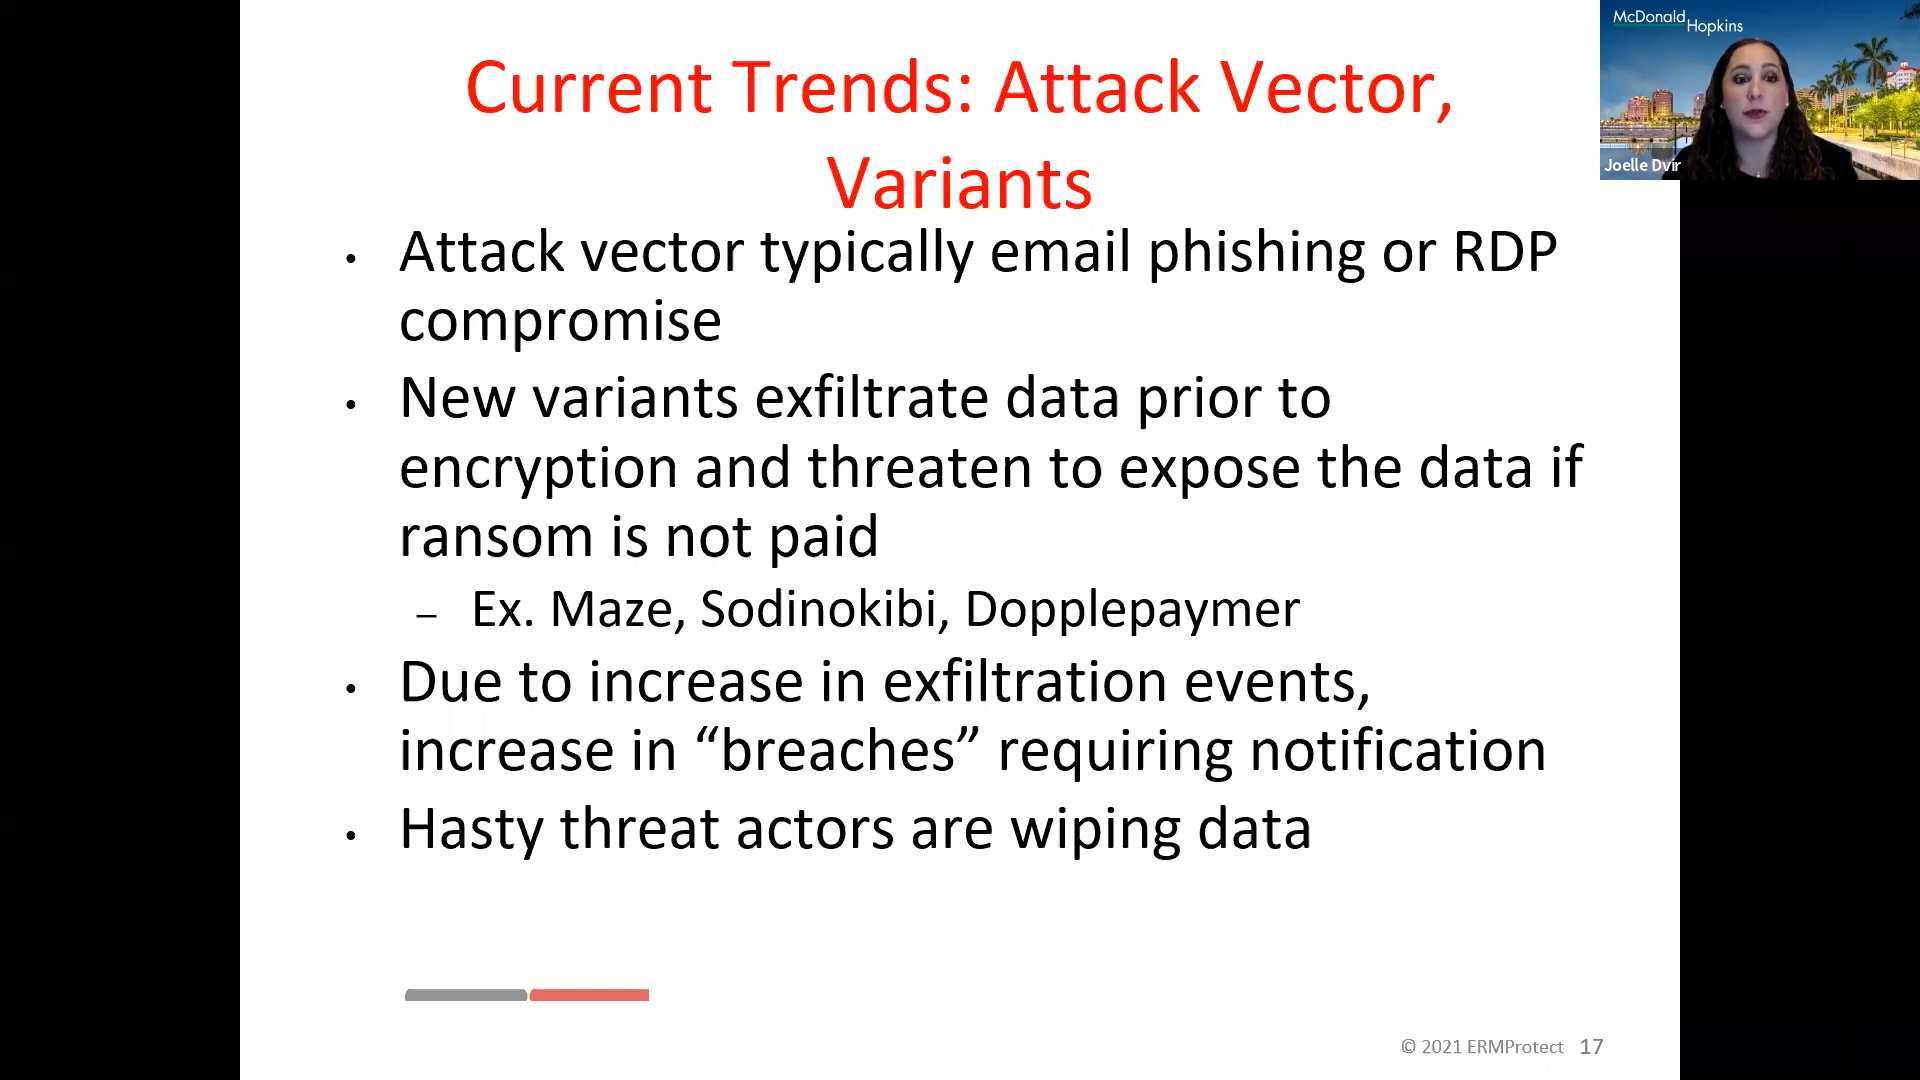 Current Trends: Attack Vector,
Variants
• Attack vector typically email phishing or RDP
compromise
• New variants exfiltrate data prior to
encryption and threaten to expose the data if
ransom is not paid
– Ex. Maze, Sodinokibi, Dopplepaymer
• Due to increase in exfiltration events,
increase in “breaches” requiring notification
• Hasty threat actors are wiping data
© 2021 ERMProtect 17
McDonald
Hopkins
Joelle Dvir